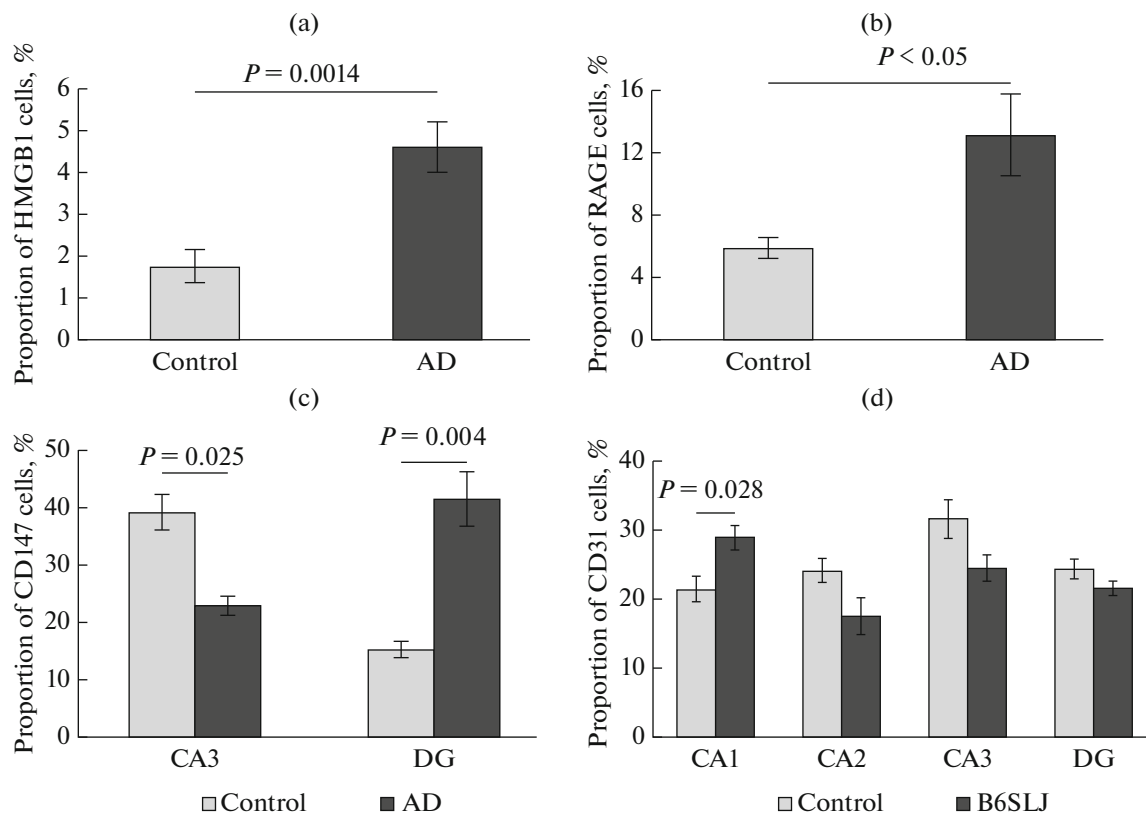 (a)
Proportion of HMGB1 cells, %
P = 0.0014
6
5
4
3
2
1
0
Control
AD
(b)
Proportion of RAGE cells, %
P < 0.05
16
12
8
4
0
Control
AD
(c)
Proportion of CD147 cells, %
P = 0.025
P = 0.004
50
40
30
20
10
0
CA3
DG
Control
AD
(d)
Proportion of CD31 cells, %
P = 0.028
40
30
20
10
0
CA1
CA2
CA3
DG
Control
B6SLJ